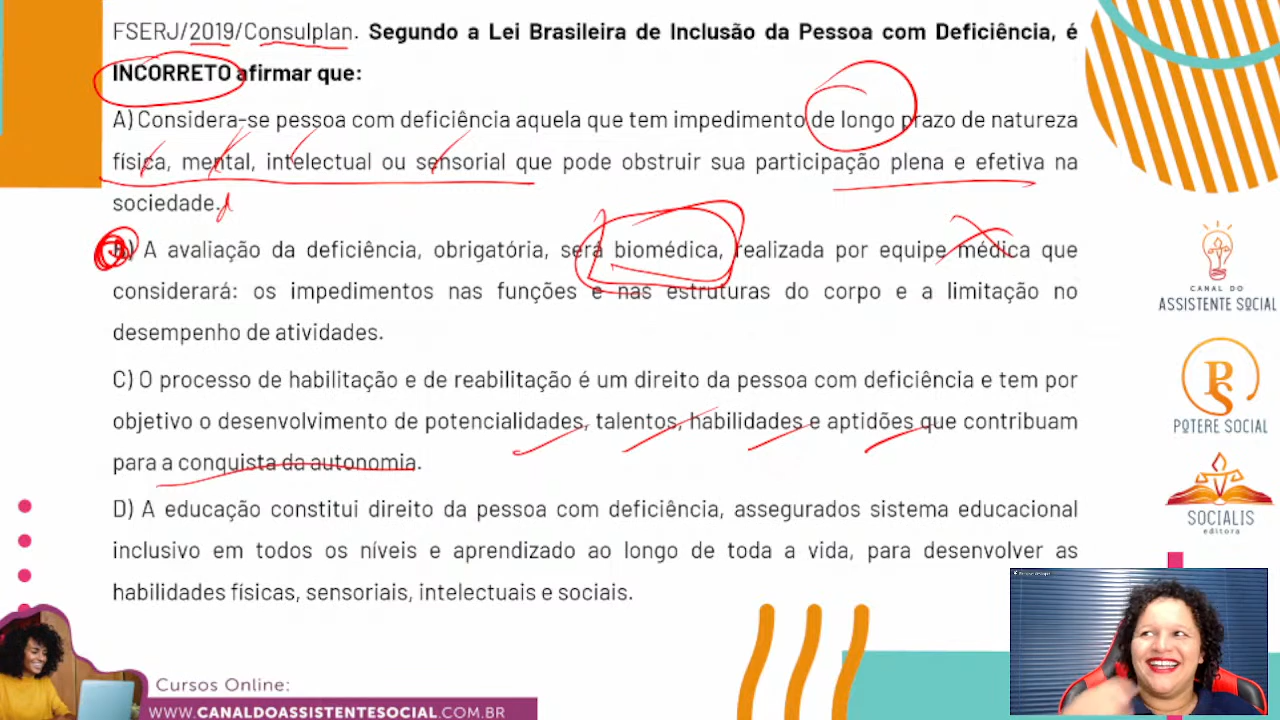 FSERJ/2019/Consulplan. Segundo a Lei Brasileira de Inclusão da Pessoa com Deficiência, é
INCORRETO afirmar que:
A) Considera-se pessoa com deficiência aquela que tem impedimento de longo prazo de natureza
física, mental, intelectual ou sensorial que pode obstruir sua participação plena e efetiva na
sociedade.
B) A avaliação da deficiência, obrigatória, será biomédica, realizada por equipe médica que
considerará: os impedimentos nas funções e nas estruturas do corpo e a limitação no
desempenho de atividades.
C) O processo de habilitação e de reabilitação é um direito da pessoa com deficiência e tem por
objetivo o desenvolvimento de potencialidades, talentos, habilidades e aptidões que contribuam
para a conquista da autonomia.
D) A educação constitui direito da pessoa com deficiência, assegurados sistema educacional
inclusivo em todos os níveis e aprendizado ao longo de toda a vida, para desenvolver as
habilidades físicas, sensoriais, intelectuais e sociais.
CANAL DO
ASSISTENTE SOCIAL
PS
POTERE SOCIAL
SOCIALIS
editora
Cursos Online:
WWW.CANALDOASSISTENTESOCIAL.COM.BR